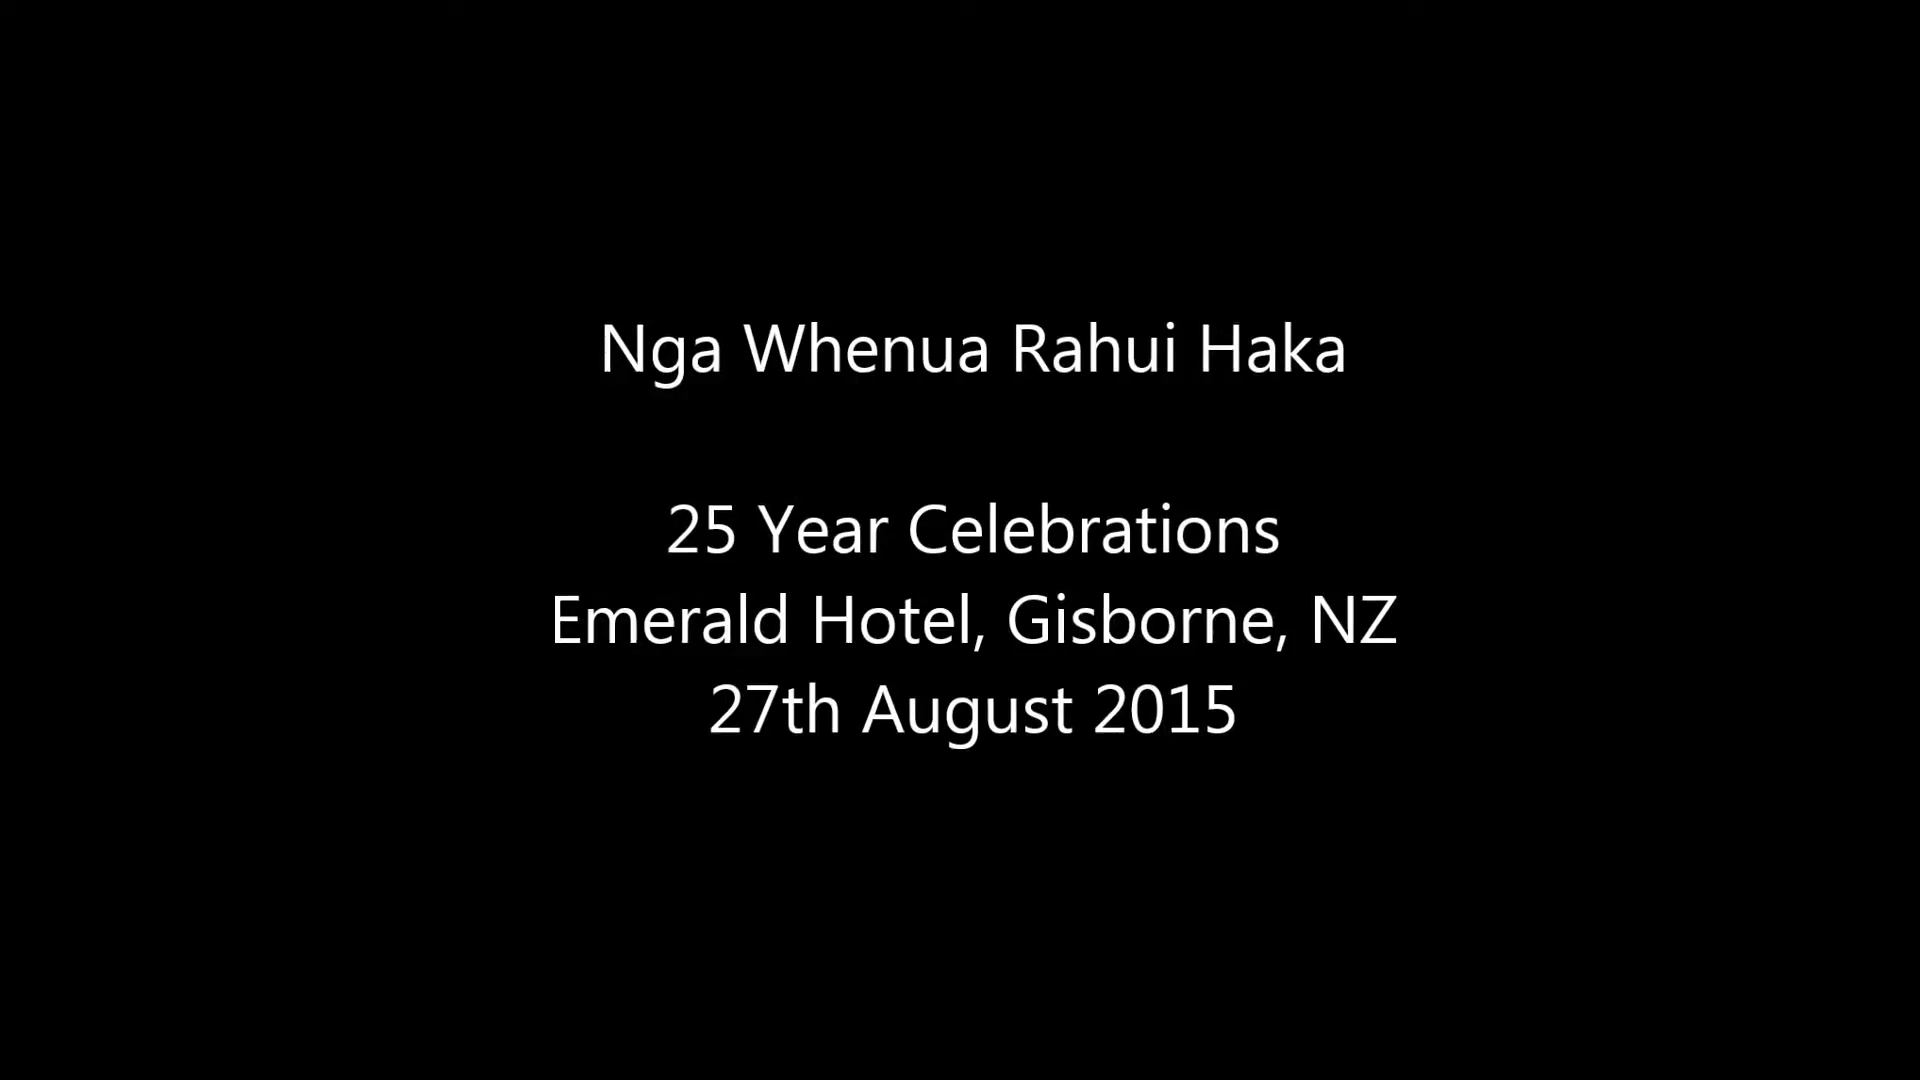 Nga Whenua Rahui Haka
25 Year Celebrations
Emerald Hotel, Gisborne, NZ
27th August 2015